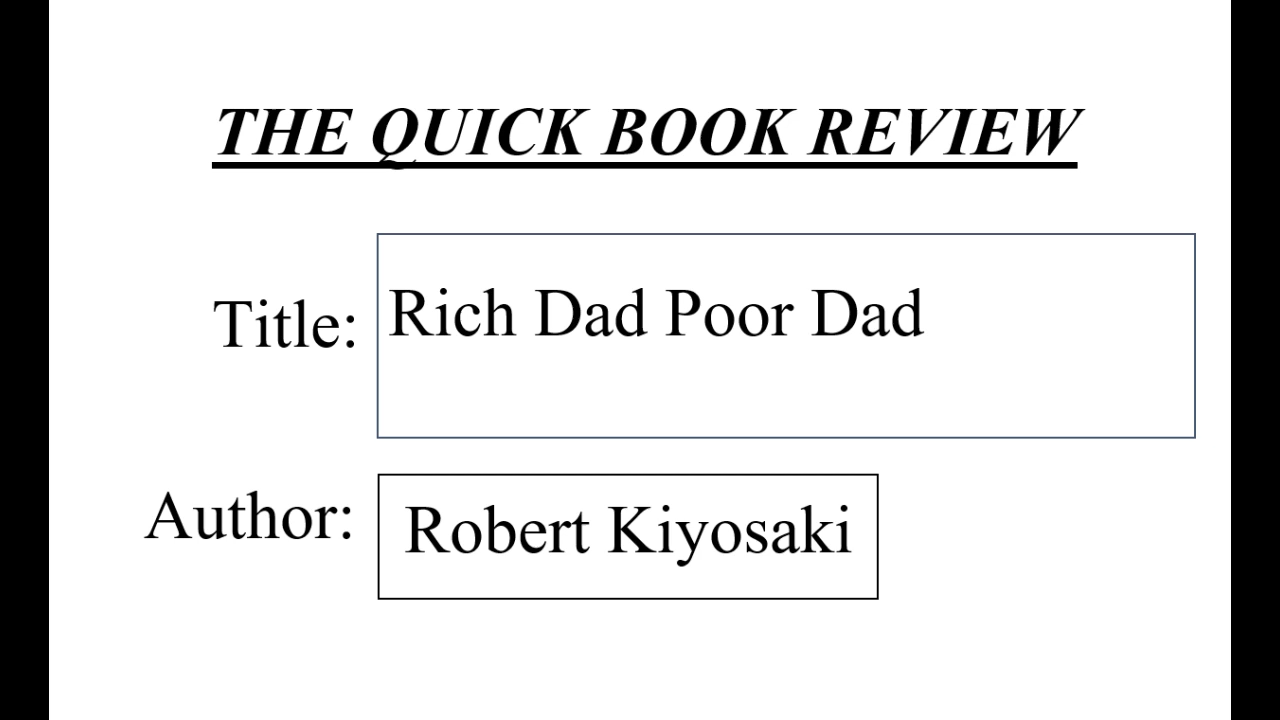 THE QUICK BOOK REVIEW
Title: Rich Dad Poor Dad
Author: Robert Kiyosaki